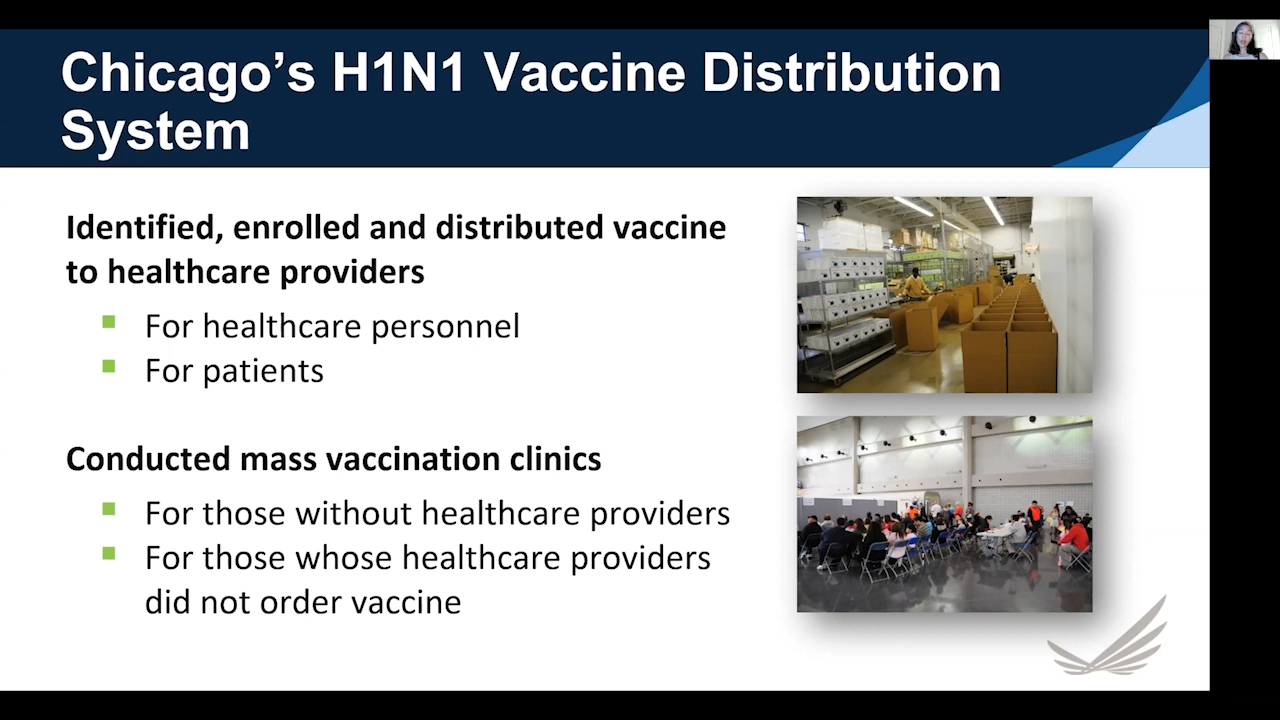 Chicago’s H1N1 Vaccine Distribution
System
Identified, enrolled and distributed vaccine
to healthcare providers
For healthcare personnel
For patients
Conducted mass vaccination clinics
For those without healthcare providers
For those whose healthcare providers
did not order vaccine